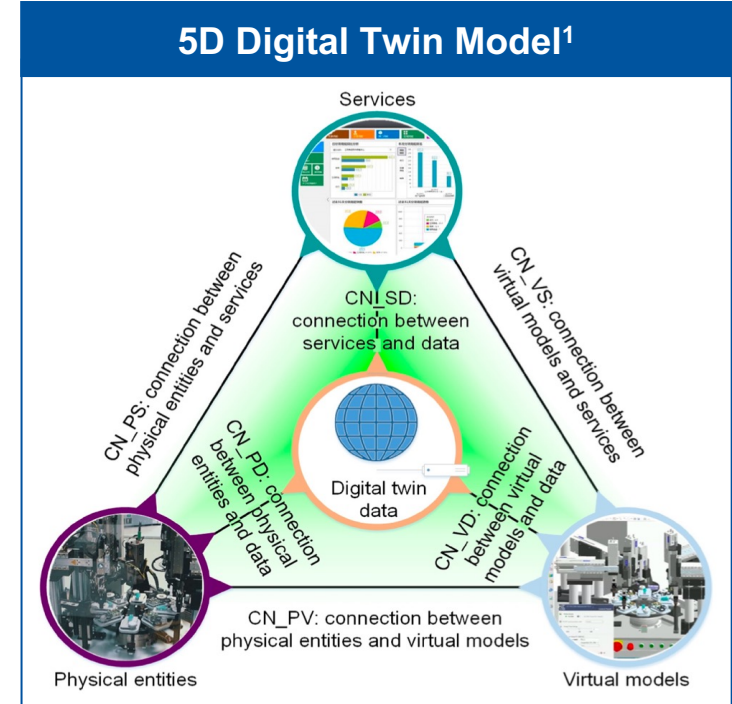 5D Digital Twin Model¹
Services
CN_PS: connection between
physical entities and services
CN_SD:
connection between
services and data
CN_VS: connection between
virtual models and services
CN_PD: connection
between physical
entities and data
Digital twin
data
CN_VD: connection
between virtual
models and data
CN_PV: connection between
physical entities and virtual models
Physical entities
Virtual models